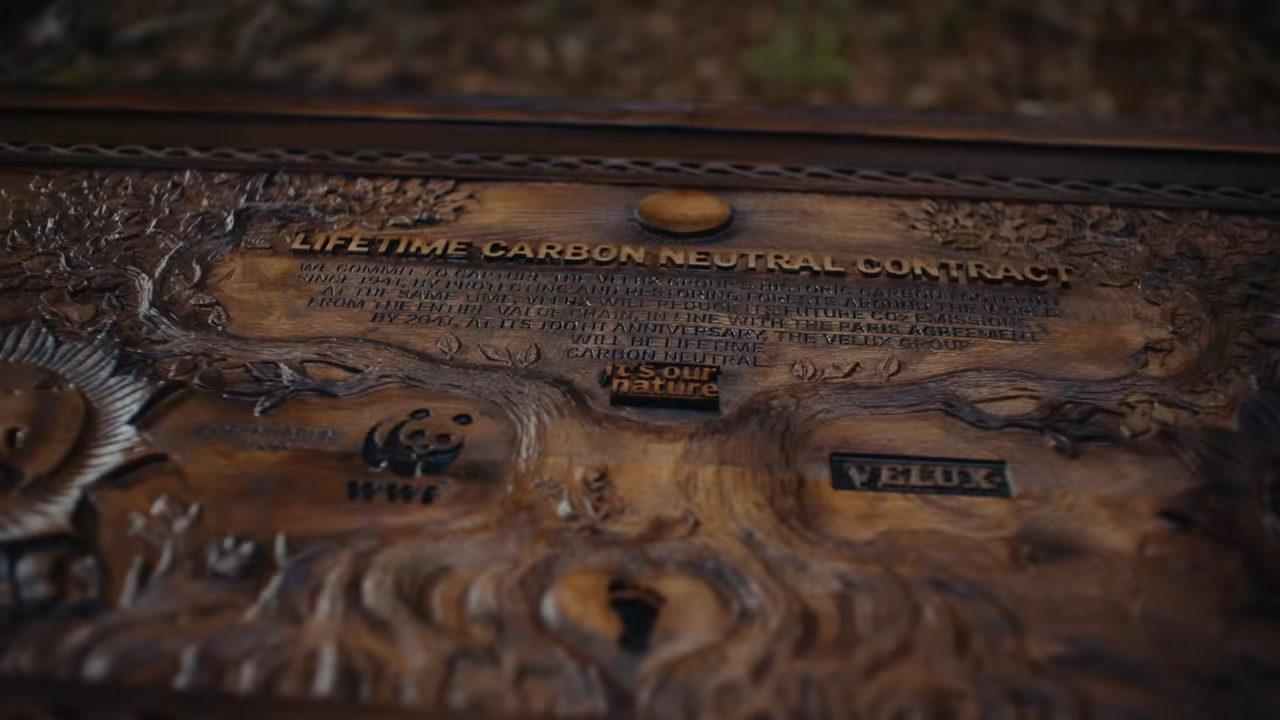 LIFETIME CARBON NEUTRAL CONTRACT
WE COMMIT TO CAPTURE THE VELUX GROUP'S HISTORIC CARBON FOOTPRINT
SINCE 1941, BY PROTECTING AND RESTORING FORESTS AROUND THE WORLD
AT THE SAME TIME, VELUX WILL REDUCE ITS FUTURE CO2 EMISSIONS
FROM THE ENTIRE VALUE CHAIN, IN LINE WITH THE PARIS AGREEMENT
BY 2041, AT ITS 100TH ANNIVERSARY, THE VELUX GROUP
WILL BE LIFETIME
CARBON NEUTRAL
it's our
nature
WWF
VELUX